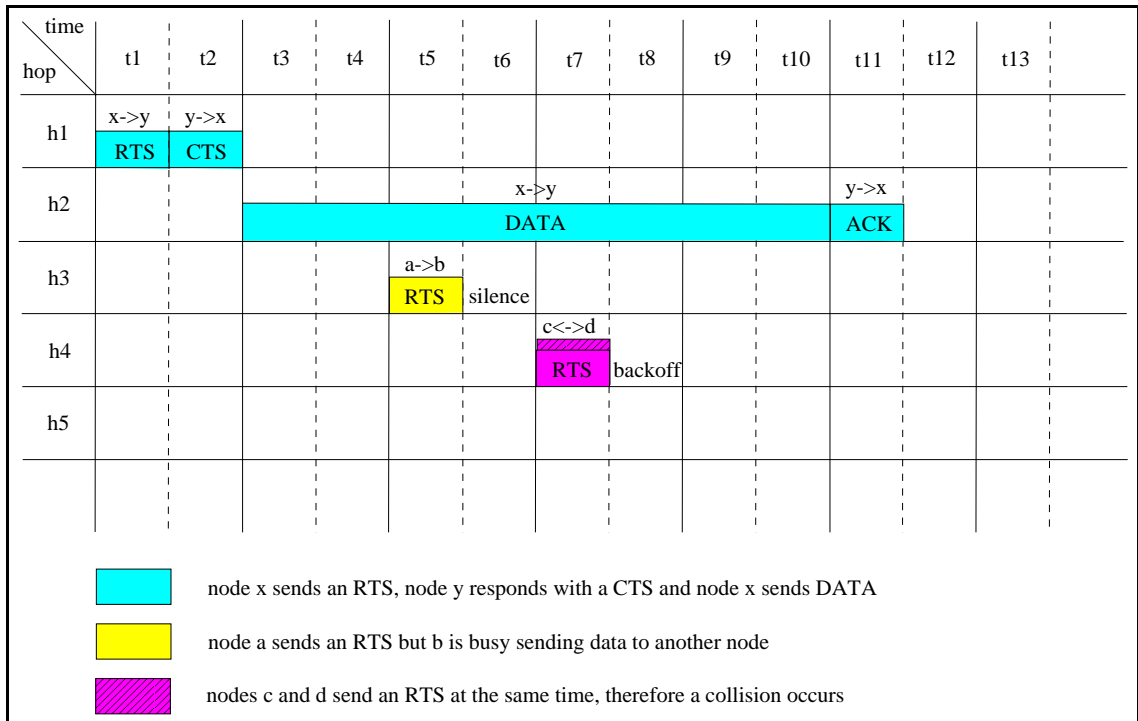 time
hop
t1 t2 t3 t4 t5 t6 t7 t8 t9 t10 t11 t12 t13
x->y y->x
h1
RTS CTS
x->y y->x
h2
DATA ACK
a->b
h3
RTS silence
c<->d
h4
RTS backoff
h5
node x sends an RTS, node y responds with a CTS and node x sends DATA
node a sends an RTS but b is busy sending data to another node
nodes c and d send an RTS at the same time, therefore a collision occurs